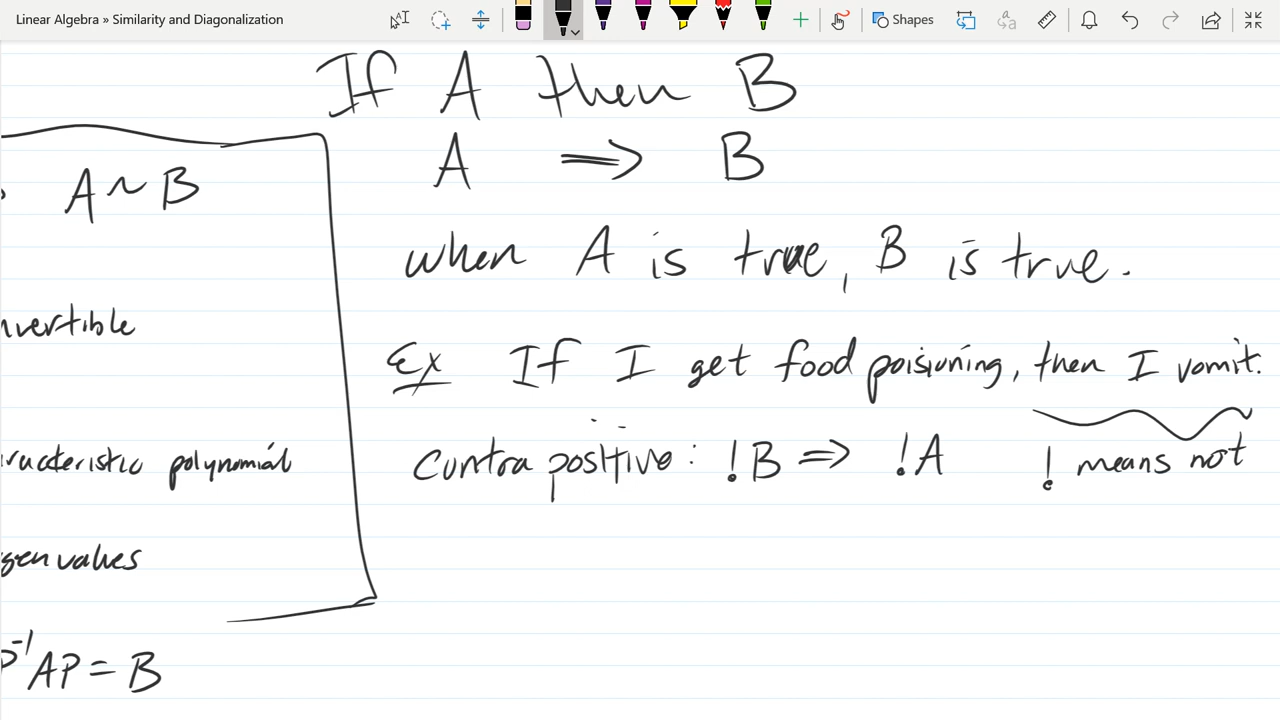 Linear Algebra » Similarity and Diagonalization
Shapes
If A then B
A ⟹ B
A ~ B
when A is true, B is true.
nvertible
Ex If I get food poisioning, then I vomit.
racteristic polynomial
Contrapositive: !B => !A ! means not
genvalues
P⁻¹AP = B